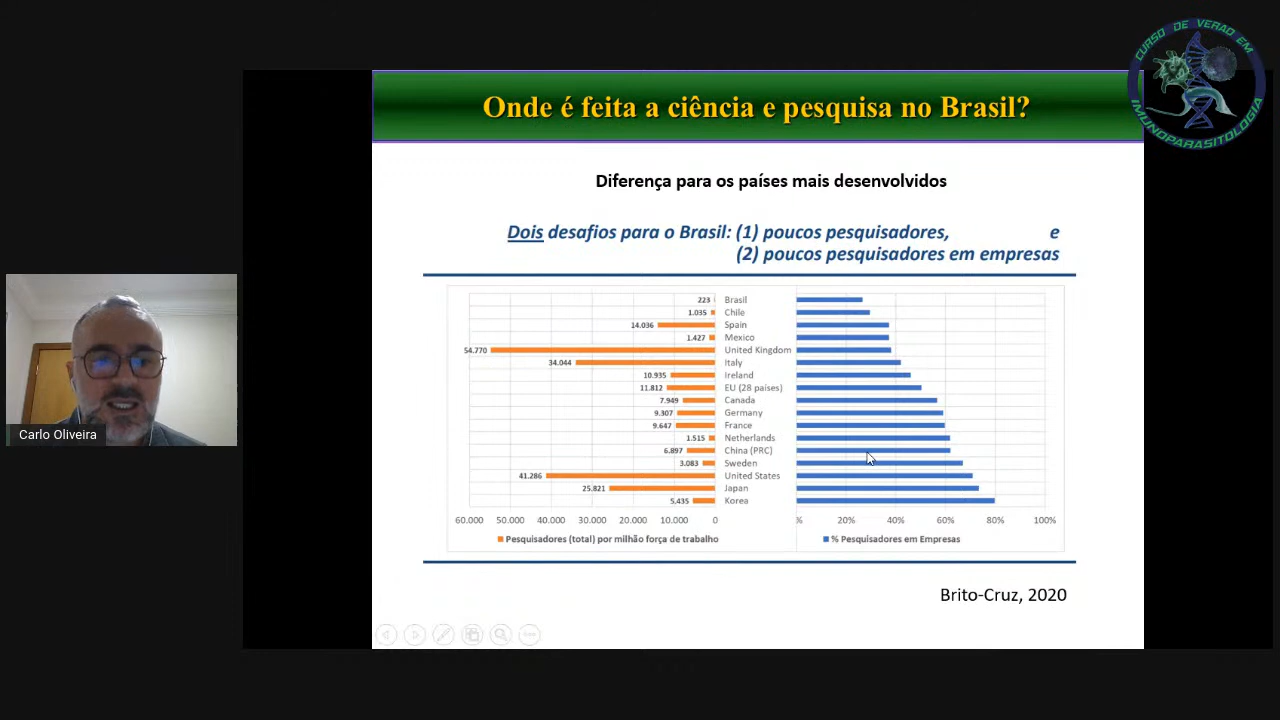 CURSO DE VERÃO EM
IMUNOPARASITOLOGIA
Onde é feita a ciência e pesquisa no Brasil?
Diferença para os países mais desenvolvidos
Dois desafios para o Brasil: (1) poucos pesquisadores, e
(2) poucos pesquisadores em empresas
223 Brasil
1.035 Chile
14.036 Spain
1.427 Mexico
54.770 United Kingdom
34.044 Italy
10.935 Ireland
11.812 EU (28 países)
7.949 Canada
9.307 Germany
9.647 France
1.515 Netherlands
6.897 China (PRC)
3.083 Sweden
41.286 United States
25.821 Japan
5.435 Korea
60.000 50.000 40.000 30.000 20.000 10.000 0 % 20% 40% 60% 80% 100%
Pesquisadores (total) por milhão força de trabalho % Pesquisadores em Empresas
Brito-Cruz, 2020
Carlo Oliveira